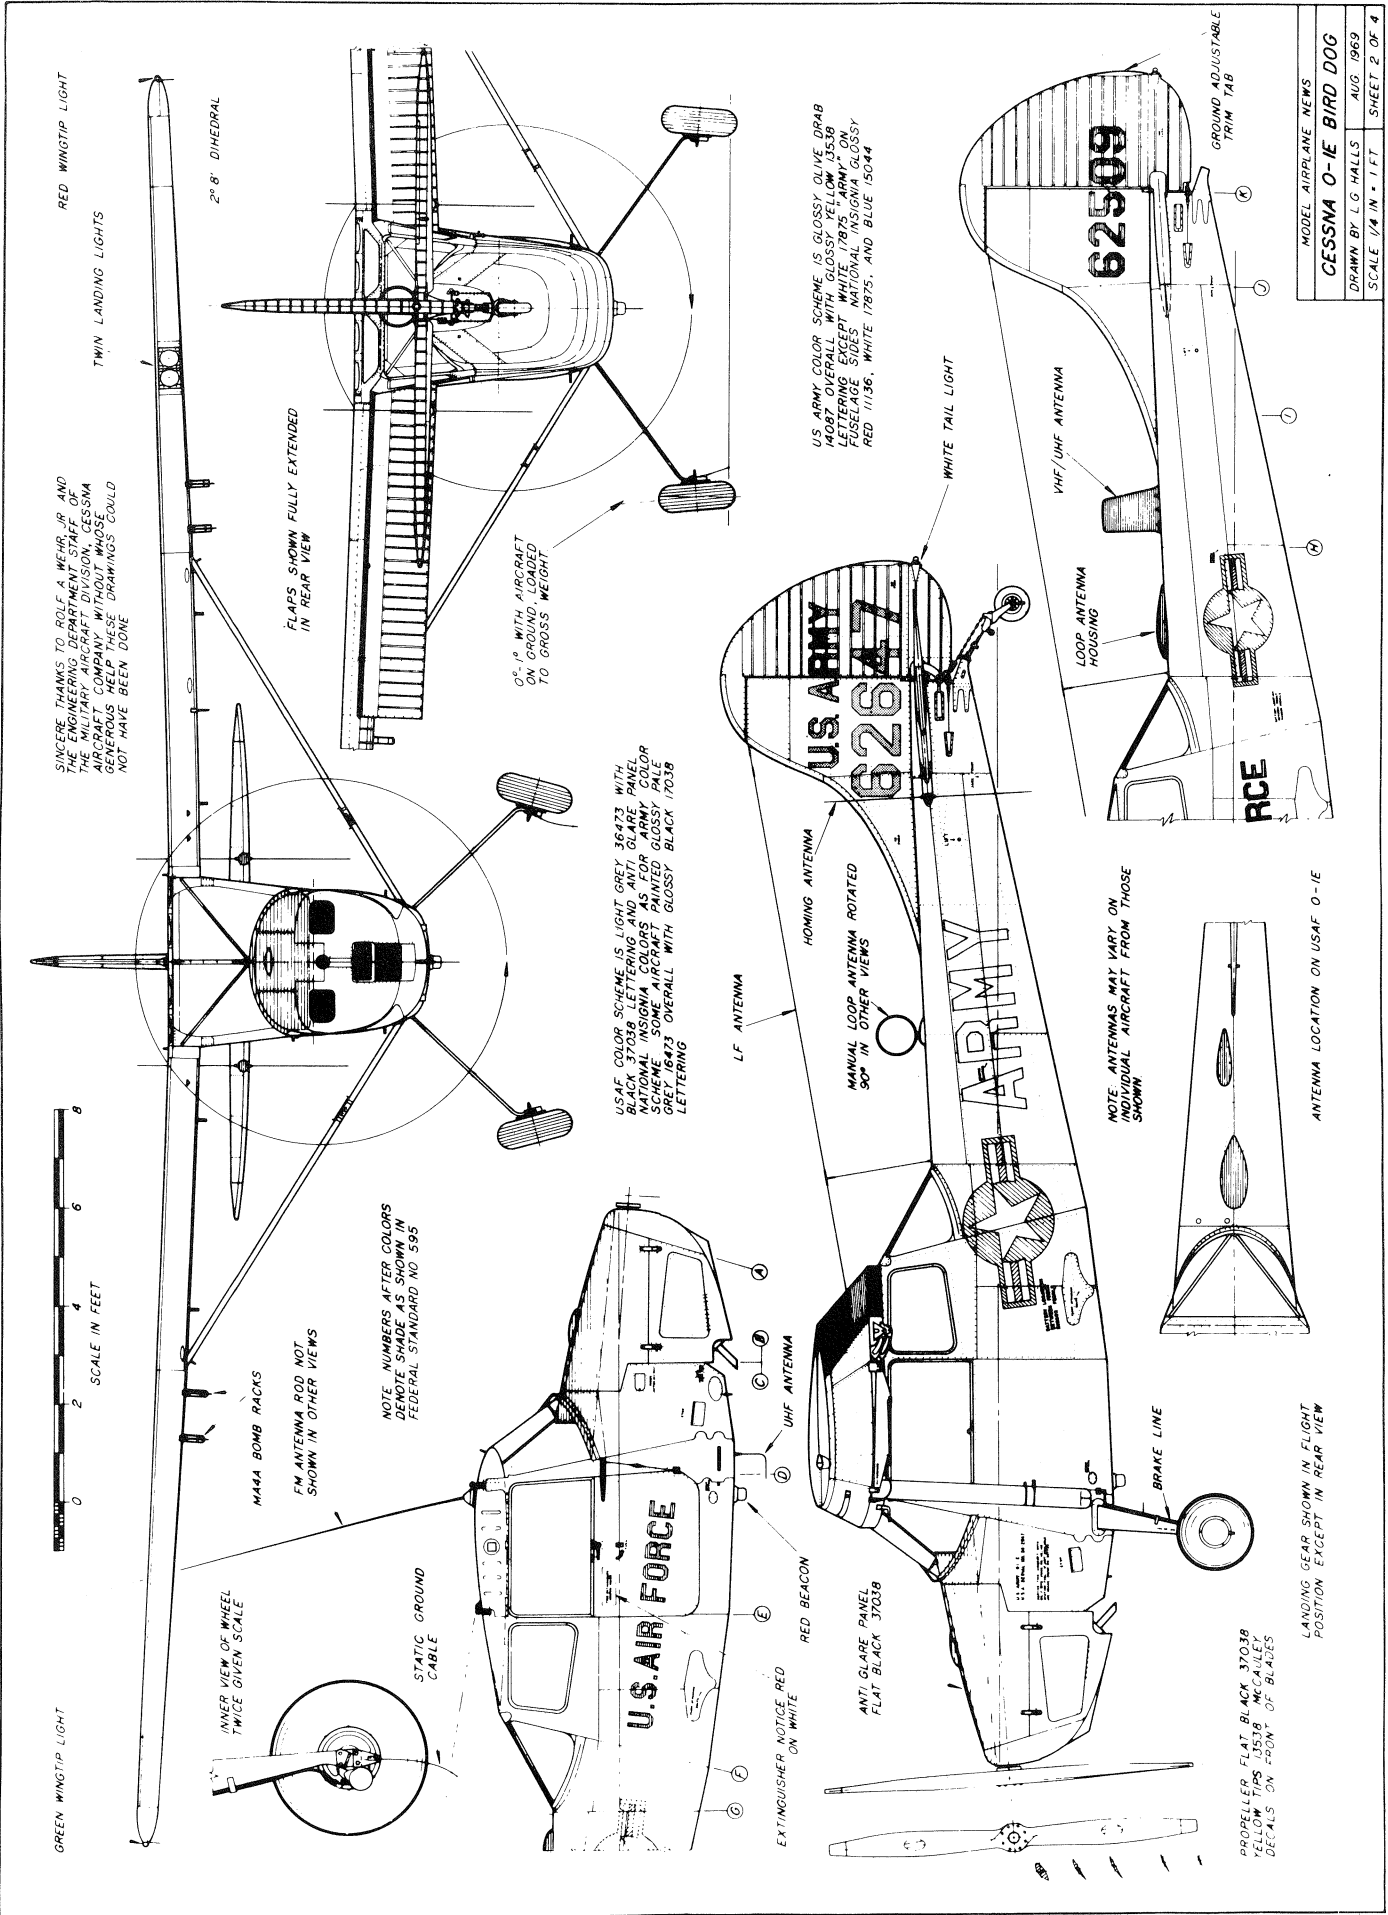 RED WINGTIP LIGHT
TWIN LANDING LIGHTS
2° 8' DIHEDRAL
SINCERE THANKS TO ROLF A WEHR, JR AND
THE ENGINEERING DEPARTMENT STAFF OF
THE MILITARY AIRCRAFT DIVISION, CESSNA
AIRCRAFT COMPANY WITHOUT WHOSE
GENEROUS HELP THESE DRAWINGS COULD
NOT HAVE BEEN DONE
FLAPS SHOWN FULLY EXTENDED
IN REAR VIEW
0°-1° WITH AIRCRAFT
ON GROUND, LOADED
TO GROSS WEIGHT
8
6
4
2
0
SCALE IN FEET
GREEN WINGTIP LIGHT
MA4A BOMB RACKS
FM ANTENNA ROD NOT
SHOWN IN OTHER VIEWS
NOTE NUMBERS AFTER COLORS
DENOTE SHADE AS SHOWN IN
FEDERAL STANDARD NO 595
INNER VIEW OF WHEEL
TWICE GIVEN SCALE
STATIC GROUND
CABLE
USAF COLOR SCHEME IS LIGHT GREY 36473 WITH
BLACK 37038 LETTERING AND ANTI GLARE PANEL
NATIONAL INSIGNIA COLORS AS FOR ARMY COLOR
SCHEME SOME AIRCRAFT PAINTED GLOSSY PALE
GREY 16473 OVERALL WITH GLOSSY BLACK 17038
LETTERING
US ARMY COLOR SCHEME IS GLOSSY OLIVE DRAB
14087 OVERALL WITH GLOSSY YELLOW 13538
LETTERING EXCEPT WHITE 17875 "ARMY" ON
FUSELAGE SIDES NATIONAL INSIGNIA GLOSSY
RED 11136, WHITE 17875, AND BLUE 15044
U.S. AIR FORCE
A
B
C
D
E
F
G
UHF ANTENNA
RED BEACON
EXTINGUISHER NOTICE RED
ON WHITE
LF ANTENNA
HOMING ANTENNA
MANUAL LOOP ANTENNA ROTATED
90° IN OTHER VIEWS
WHITE TAIL LIGHT
U.S. ARMY
62647
ARMY
ANTI GLARE PANEL
FLAT BLACK 37038
BRAKE LINE
PROPELLER FLAT BLACK 37038
YELLOW TIPS 13538 McCAULEY
DECALS ON FRONT OF BLADES
LANDING GEAR SHOWN IN FLIGHT
POSITION EXCEPT IN REAR VIEW
NOTE ANTENNAS MAY VARY ON
INDIVIDUAL AIRCRAFT FROM THOSE
SHOWN
ANTENNA LOCATION ON USAF O-1E
VHF/UHF ANTENNA
LOOP ANTENNA
HOUSING
RCE
62509
GROUND ADJUSTABLE
TRIM TAB
H
I
J
K
MODEL AIRPLANE NEWS
CESSNA O-1E BIRD DOG
DRAWN BY L G HALLS AUG 1969
SCALE 1/4 IN = 1 FT SHEET 2 OF 4